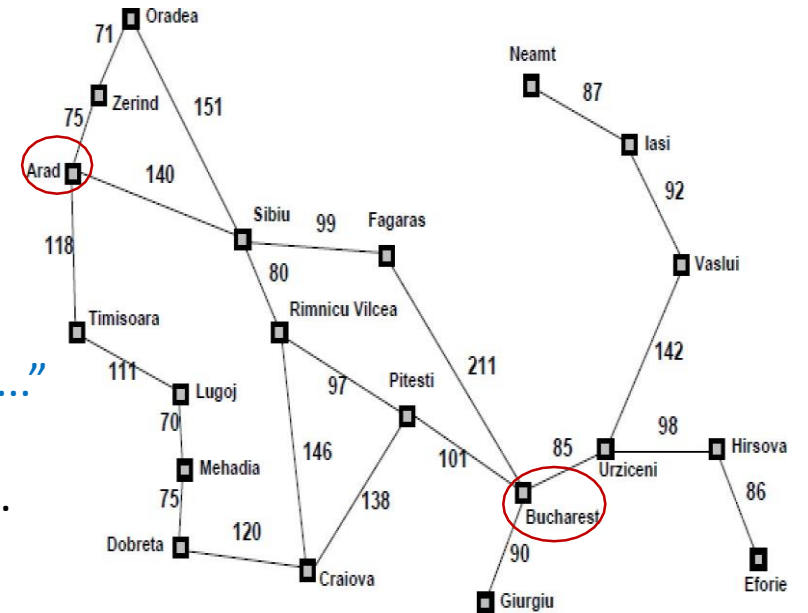 Oradea
71
Neamt
87
Zerind
151
75
Iasi
Arad
140
92
Sibiu
99
Fagaras
118
80
Vaslui
Timisoara
Rimnicu Vilcea
142
111
211
..."
Lugoj
97
Pitesti
70
98
146
85
Hirsova
Mehadia
101
Urziceni
75
138
86
.
Bucharest
Dobreta
120
90
Craiova
Eforie
Giurgiu